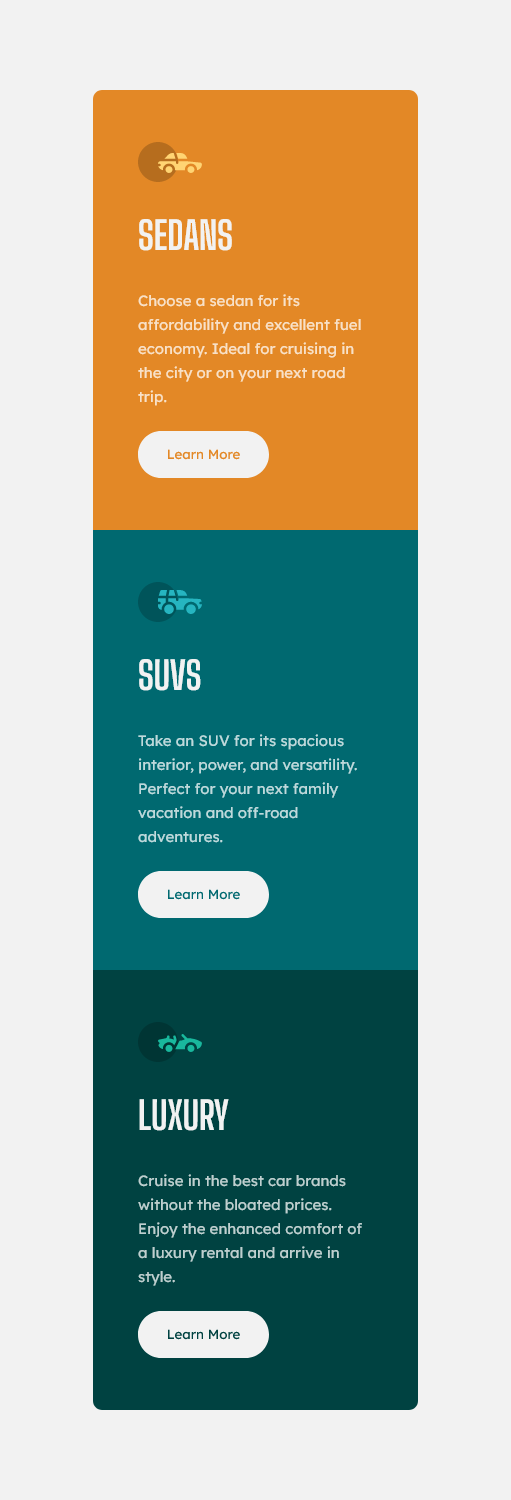 SEDANS
Choose a sedan for its
affordability and excellent fuel
economy. Ideal for cruising in
the city or on your next road
trip.
Learn More
SUVS
Take an SUV for its spacious
interior, power, and versatility.
Perfect for your next family
vacation and off-road
adventures.
Learn More
LUXURY
Cruise in the best car brands
without the bloated prices.
Enjoy the enhanced comfort of
a luxury rental and arrive in
style.
Learn More